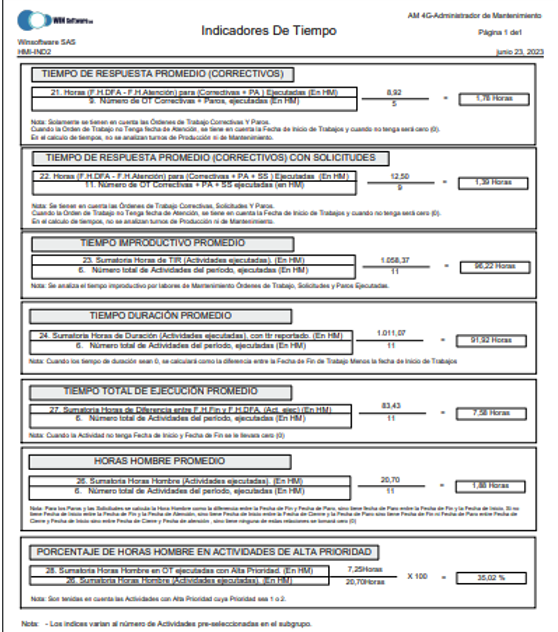 WIN Software
AM 4G-Administrador de Mantenimiento
Indicadores De Tiempo
Página 1 de1
Winsoftware SAS
HMI-IND2
junio 23, 2023
TIEMPO DE RESPUESTA PROMEDIO (CORRECTIVOS)
21. Horas (F.H.DFA - F.H.Atención) para (Correctivas + PA ) Ejecutadas (En HM)
8,92
9. Número de OT Correctivas + Paros, ejecutadas (En HM)
5
=
1,78 Horas
Nota: Solamente se tienen en cuenta las Órdenes de Trabajo Correctivas Y Paros.
Cuando la Orden de Trabajo no Tenga fecha de Atención, se tiene en cuenta la Fecha de Inicio de Trabajos y cuando no tenga será cero (0).
En el calculo de tiempos, no se analizan turnos de Producción ni de Mantenimiento.
TIEMPO DE RESPUESTA PROMEDIO (CORRECTIVOS) CON SOLICITUDES
22. Horas (F.H.DFA - F.H.Atención) para (Correctivas + PA + SS ) Ejecutadas (En HM)
12,50
11. Número de OT Correctivas + PA + SS ejecutadas (en HM)
9
=
1,39 Horas
Nota: Se tienen en cuenta las Órdenes de Trabajo Correctivas, Solicitudes Y Paros.
Cuando la Orden de Trabajo no Tenga fecha de Atención, se tiene en cuenta la Fecha de Inicio de Trabajos y cuando no tenga será cero (0).
En el calculo de tiempos, no se analizan turnos de Producción ni de Mantenimiento.
TIEMPO IMPRODUCTIVO PROMEDIO
23. Sumatoria Horas de TIR (Actividades ejecutadas). (En HM)
1.058,37
6. Número total de Actividades del período, ejecutadas (En HM)
11
=
96,22 Horas
Nota: Se analiza el tiempo improductivo por labores de Mantenimiento Órdenes de Trabajo, Solicitudes y Paros Ejecutadas.
TIEMPO DURACIÓN PROMEDIO
24. Sumatoria Horas de Duración (Actividades ejecutadas), con ttr reportado. (En HM)
1.011,07
6. Número total de Actividades del período, ejecutadas (En HM)
11
=
91,92 Horas
Nota: Cuando los tiempo de duración sean 0, se calculará como la diferencia entre la Fecha de Fin de Trabajo Menos la fecha de Inicio de Trabajos
TIEMPO TOTAL DE EJECUCIÓN PROMEDIO
27. Sumatoria Horas de Diferencia entre F.H.Fin y F.H.DFA. (Act. ejec) (En HM)
83,43
6. Número total de Actividades del período, ejecutadas (En HM)
11
=
7,58 Horas
Nota: Cuando la Actividad no tenga Fecha de Inicio y Fecha de Fin se le llevara cero (0)
HORAS HOMBRE PROMEDIO
26. Sumatoria Horas Hombre (Actividades ejecutadas). (En HM)
20,70
6. Número total de Actividades del período, ejecutadas (En HM)
11
=
1,88 Horas
Nota: Para los Paros y las Solicitudes se calcula la Hora Hombre como la diferencia entre la Fecha de Fin y Fecha de Paro, sino tiene fecha de Paro entre la Fecha de Fin y la Fecha de Inicio, Si no
tiene Fecha de Inicio entre la Fecha de Fin y la Fecha de Atención, sino tiene Fecha de Inicio entre la Fecha de Cierre y la Fecha de Paro sino tiene Fecha de Fin ni Fecha de Paro entre Fecha de
Cierre y Fecha de Inicio sino entre Fecha de Cierre y Fecha de atención , sino tiene ninguna de estas relaciones se tomará cero (0)
PORCENTAJE DE HORAS HOMBRE EN ACTIVIDADES DE ALTA PRIORIDAD
28. Sumatoria Horas Hombre en OT ejecutadas con Alta Prioridad. (En HM)
7,25Horas
26. Sumatoria Horas Hombre (Actividades ejecutadas). (En HM)
20,70Horas
X 100
=
35,02 %
Nota: Son tenidas en cuenta las Actividades con Alta Prioridad cuya Prioridad sea 1 o 2.
Nota: - Los indices varian al número de Actividades pre-seleccionadas en el subgrupo.